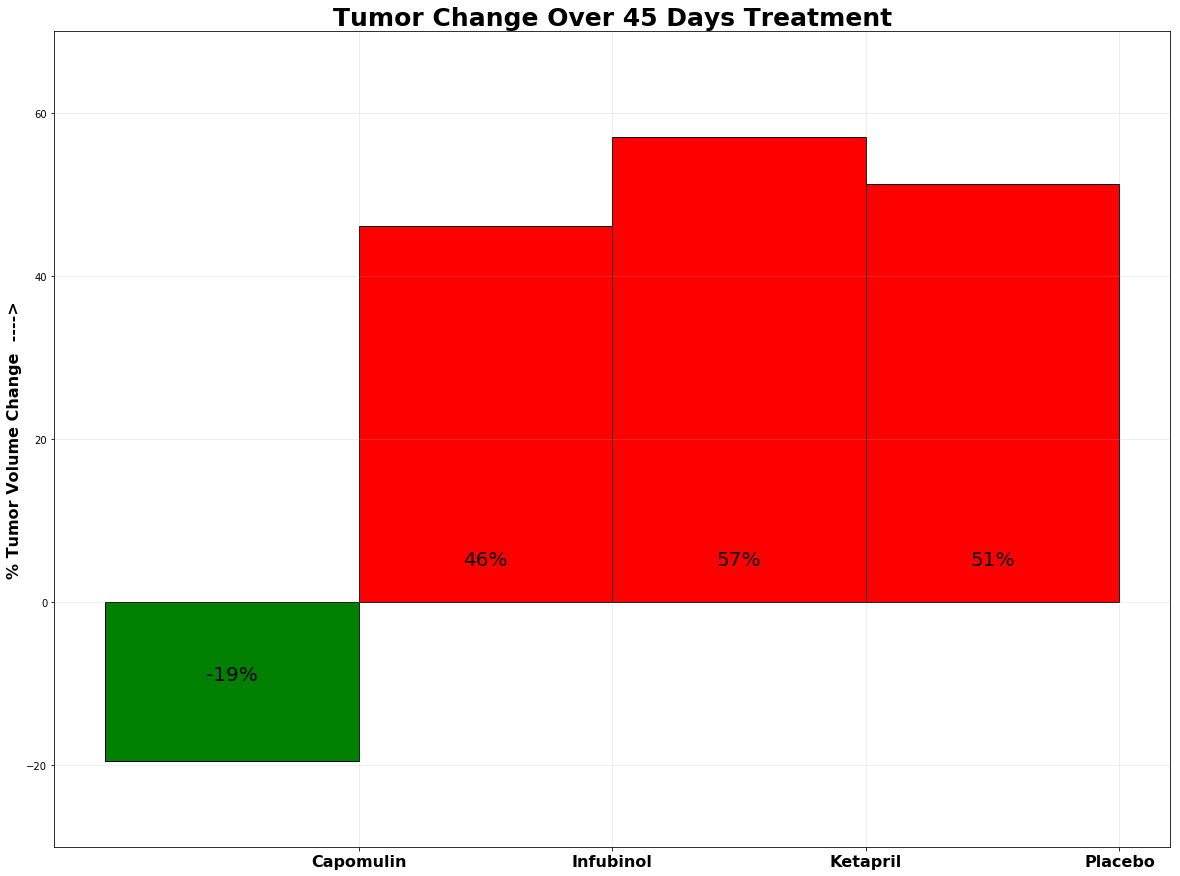 Tumor Change Over 45 Days Treatment
% Tumor Volume Change ---->
60
40
20
0
−20
46%
57%
51%
-19%
Capomulin
Infubinol
Ketapril
Placebo